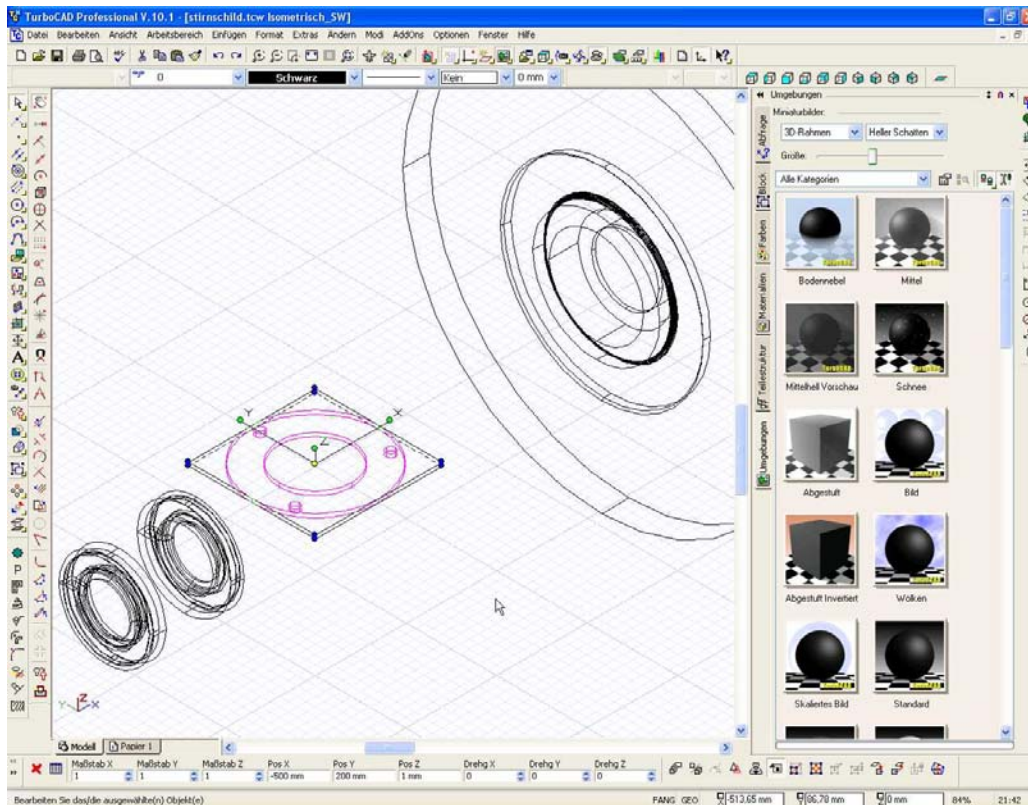 TurboCAD Professional V.10.1 - [stirnschild.tcw Isometrisch_SW]
Datei Bearbeiten Ansicht Arbeitsbereich Einfügen Format Extras Ändern Modi AddOns Optionen Fenster Hilfe
0 Schwarz Kein 0 mm
Umgebungen
Miniaturbilder:
3D-Rahmen Heller Schatten
Größe:
Alle Kategorien
Abfrage
Block
Farben
Materialien
Teilestruktur
Umgebungen
Bodennebel Mittel
Mittelhell Vorschau Schnee
Abgestuft Bild
Abgestuft Invertiert Wolken
Skaliertes Bild Standard
Y X
Z
Z
Y X
P
Modell Papier 1
Maßstab X Maßstab Y Maßstab Z Pos X Pos Y Pos Z Drehg X Drehg Y Drehg Z
1 1 1 -500 mm 200 mm 1 mm 0 0 0
Bearbeiten Sie das/die ausgewählte(n) Objekt(e) FANG GEO -513,65 mm 86,78 mm 0 mm 84% 21:42